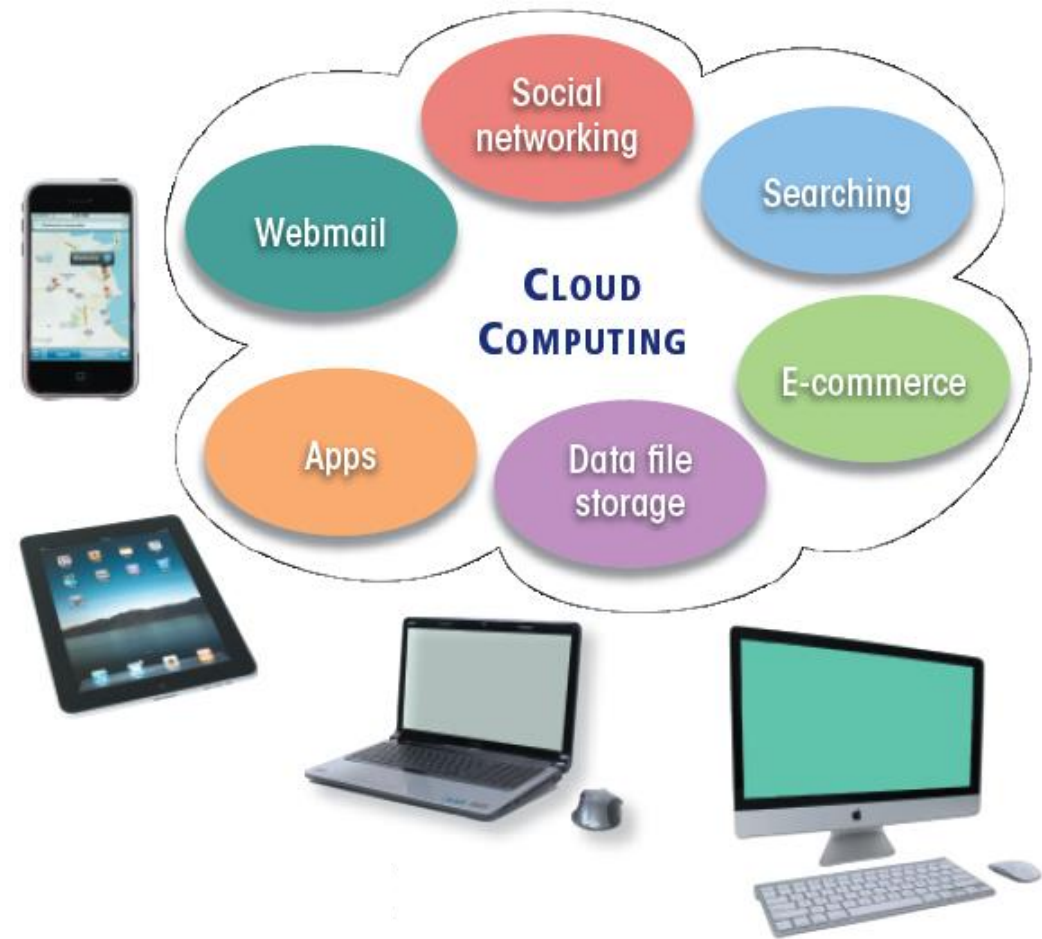 Social
networking
Searching
Webmail
CLOUD
COMPUTING
E-commerce
Apps
Data file
storage